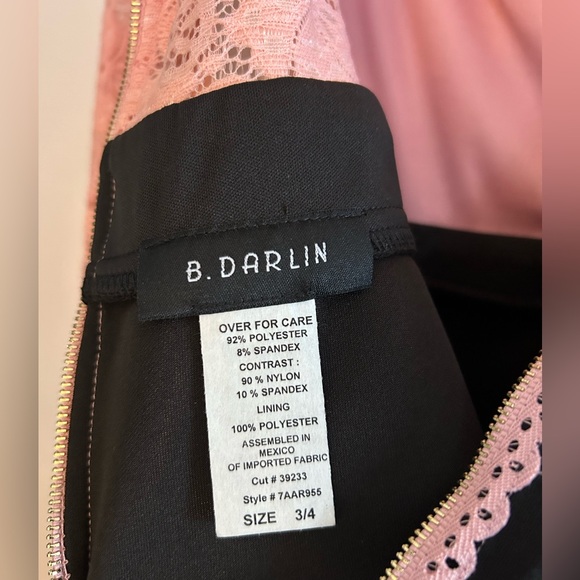 B. DARLIN
OVER FOR CARE
92% POLYESTER
8% SPANDEX
CONTRAST :
90 % NYLON
10 % SPANDEX
LINING
100% POLYESTER
ASSEMBLED IN
MEXICO
OF IMPORTED FABRIC
Cut # 39233
Style # 7AAR955
SIZE 3/4